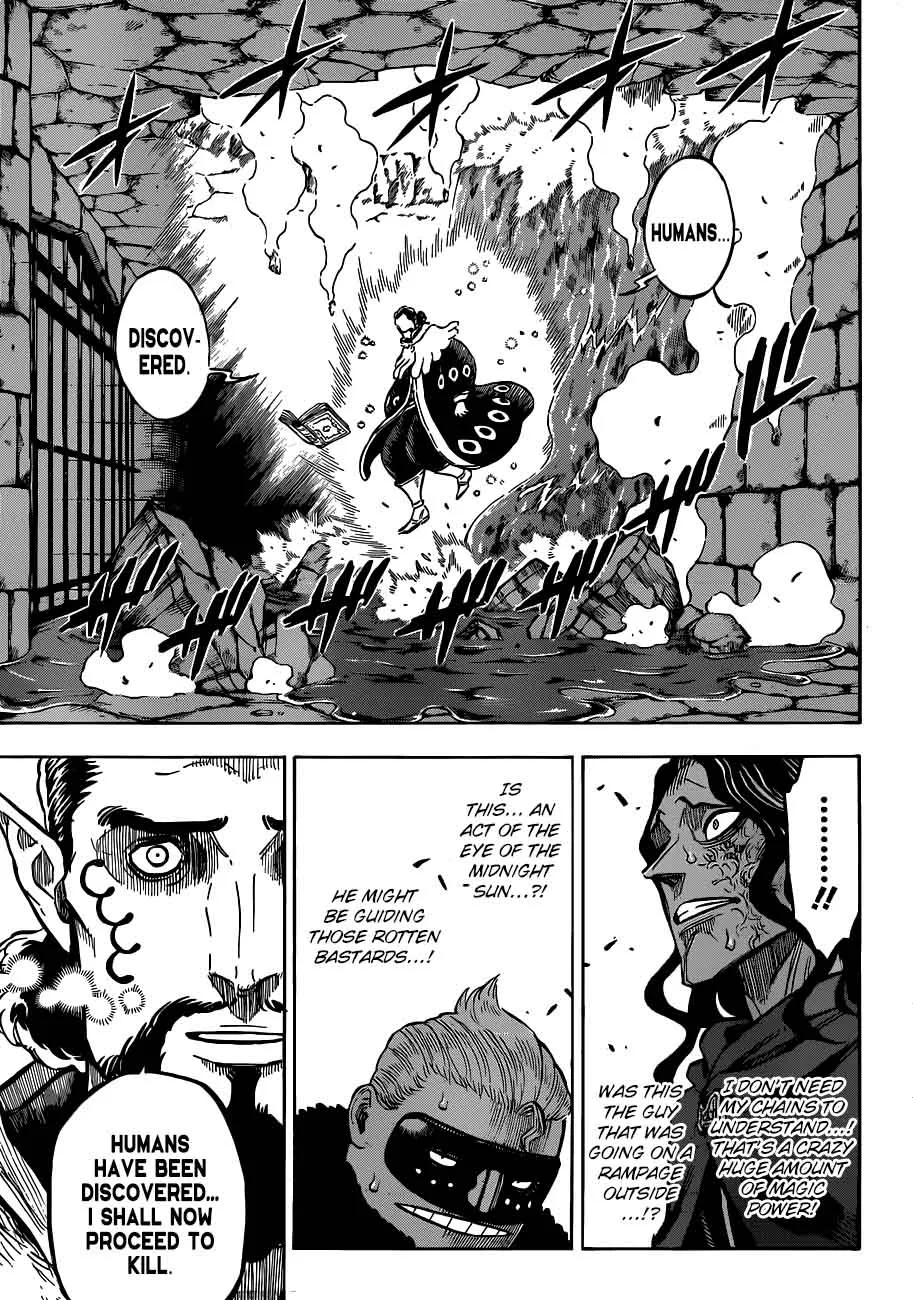 HUMANS...
DISCOV-
ERED.
........!!
I DON'T NEED
MY CHAINS TO
UNDERSTAND...!
THAT'S A CRAZY
HUGE AMOUNT
OF MAGIC
POWER!
WAS THIS
THE GUY
THAT WAS
GOING ON A
RAMPAGE
OUTSIDE
...!?
IS
THIS... AN
ACT OF THE
EYE OF THE
MIDNIGHT
SUN...?!
HE MIGHT
BE GUIDING
THOSE ROTTEN
BASTARDS...!
HUMANS
HAVE BEEN
DISCOVERED...
I SHALL NOW
PROCEED TO
KILL.